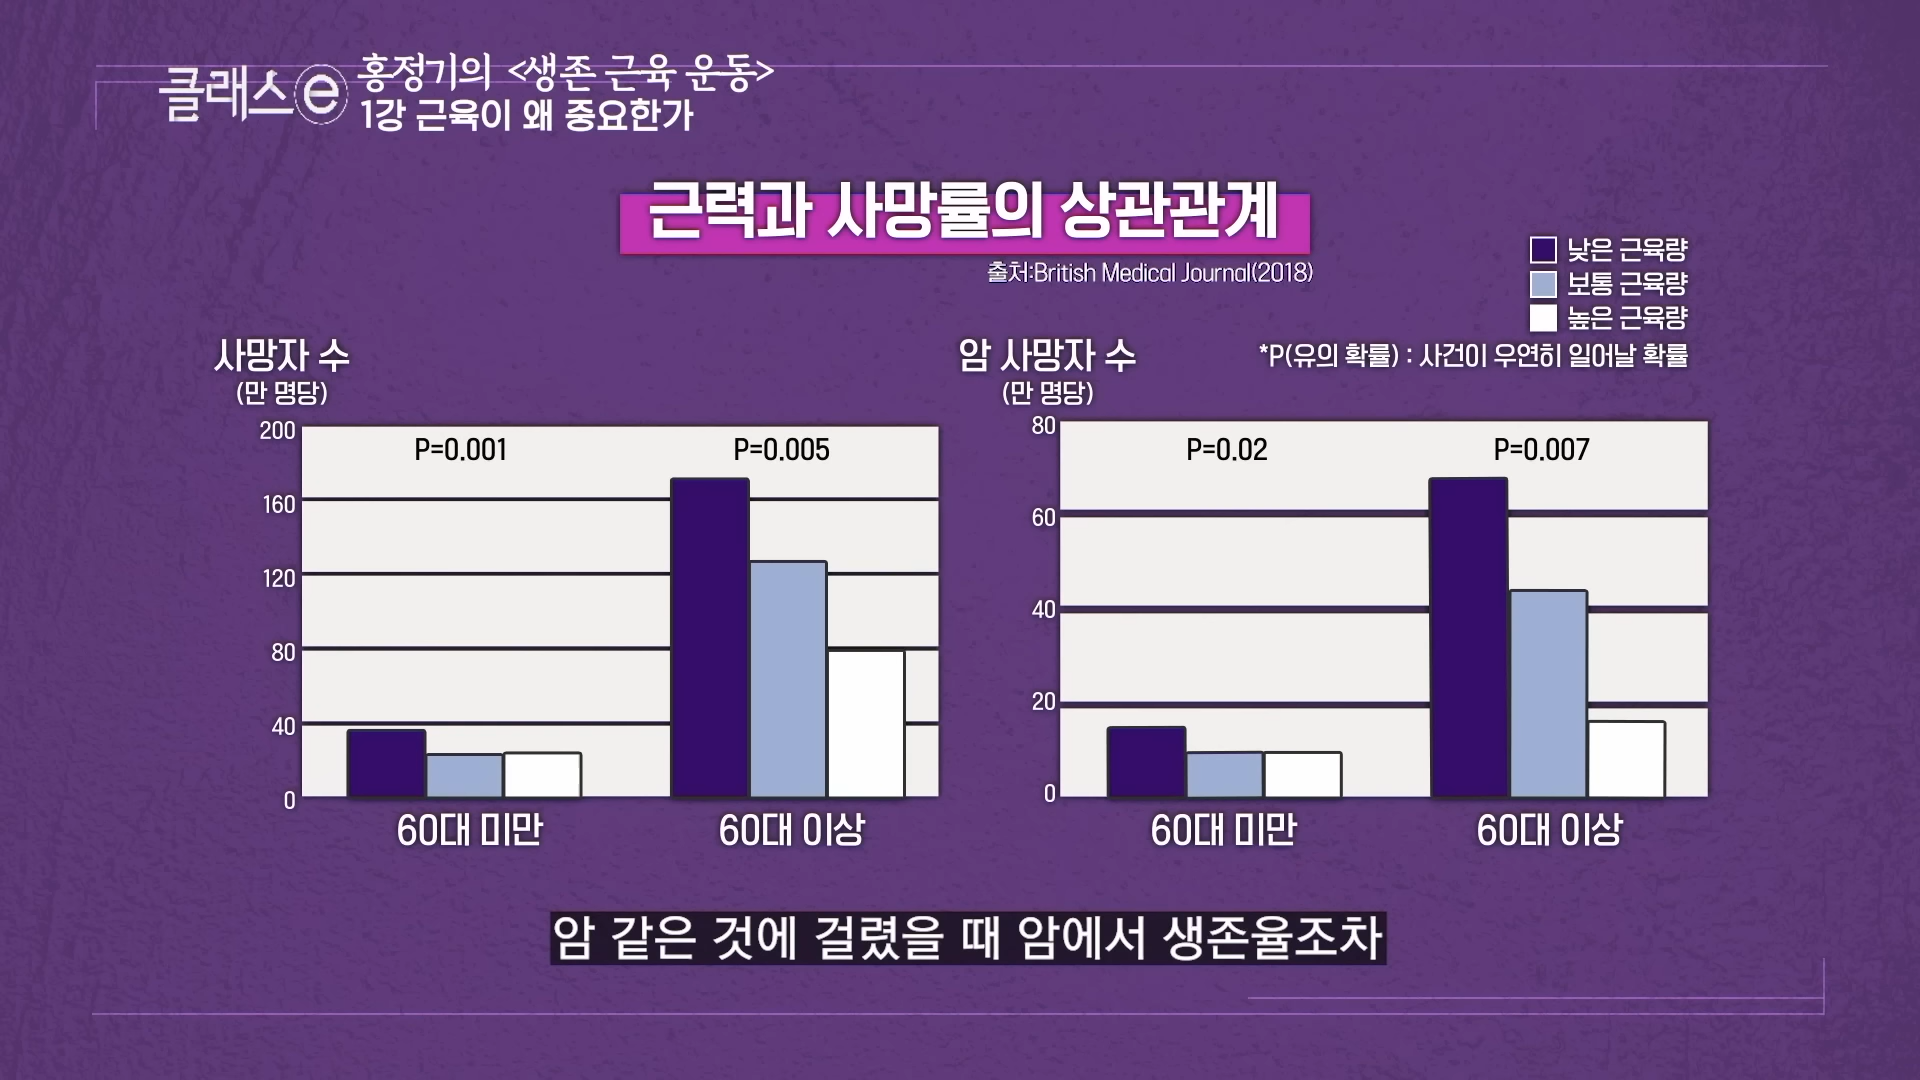 클래스e
홍정기의 <생존 근육 운동>
1강 근육이 왜 중요한가
근력과 사망률의 상관관계
출처:British Medical Journal(2018)
낮은 근육량
보통 근육량
높은 근육량
*P(유의 확률) : 사건이 우연히 일어날 확률
사망자 수
(만 명당)
200
160
120
80
40
0
P=0.001
P=0.005
60대 미만
60대 이상
암 사망자 수
(만 명당)
80
60
40
20
0
P=0.02
P=0.007
60대 미만
60대 이상
암 같은 것에 걸렸을 때 암에서 생존율조차